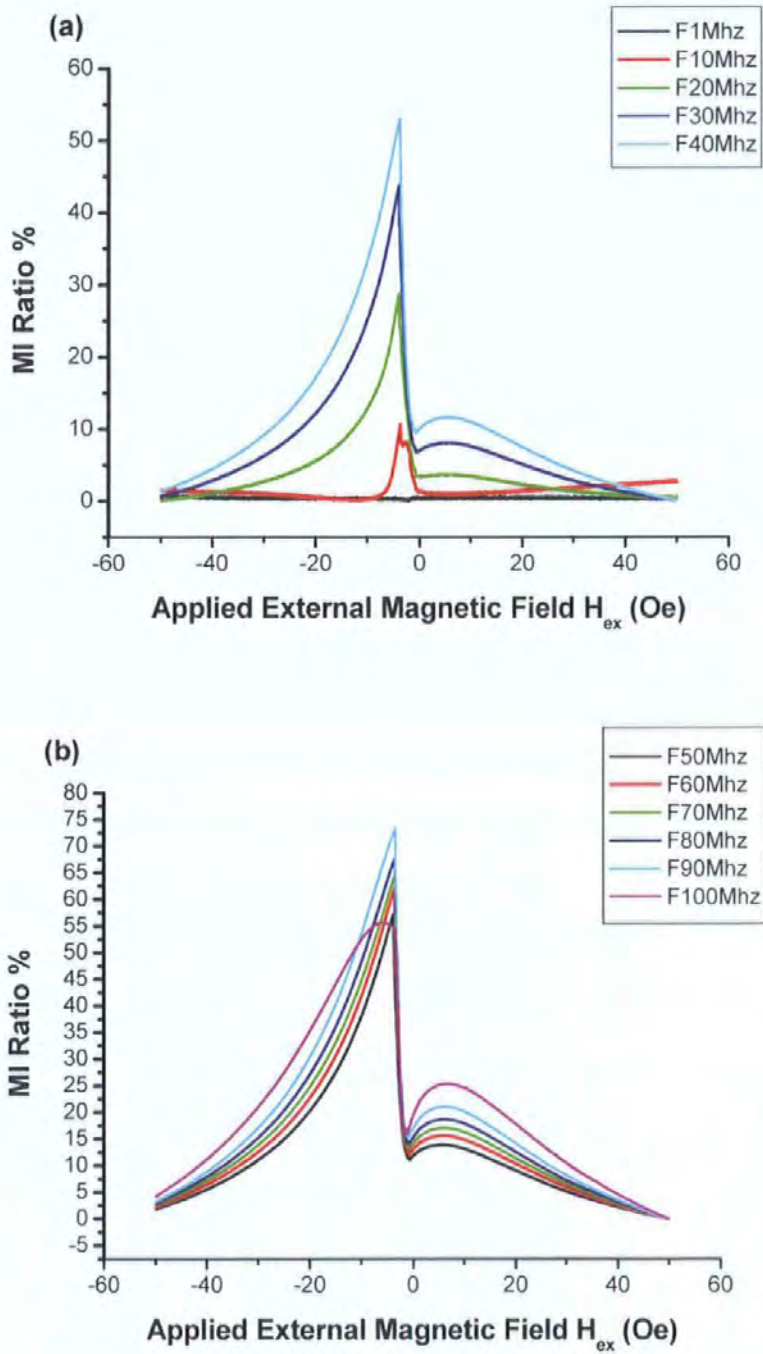 (a)
F1Mhz
F10Mhz
F20Mhz
F30Mhz
F40Mhz
60
50
40
30
20
10
0
MI Ratio %
-60
-40
-20
0
20
40
60
Applied External Magnetic Field H_ex (Oe)
(b)
F50Mhz
F60Mhz
F70Mhz
F80Mhz
F90Mhz
F100Mhz
80
75
70
65
60
55
50
45
40
35
30
25
20
15
10
5
0
-5
MI Ratio %
-60
-40
-20
0
20
40
60
Applied External Magnetic Field H_ex (Oe)